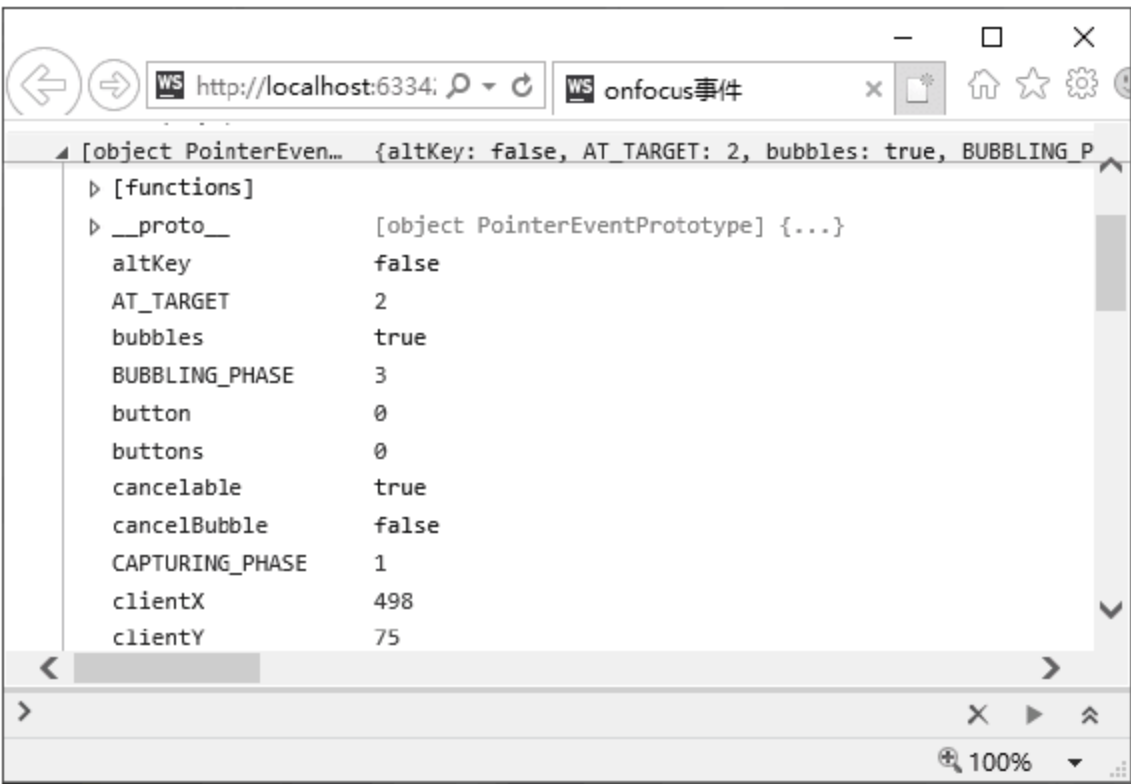 WS http://localhost:6334: WS onfocus事件
[object PointerEven… {altKey: false, AT_TARGET: 2, bubbles: true, BUBBLING_P
[functions]
__proto__ [object PointerEventPrototype] {...}
altKey false
AT_TARGET 2
bubbles true
BUBBLING_PHASE 3
button 0
buttons 0
cancelable true
cancelBubble false
CAPTURING_PHASE 1
clientX 498
clientY 75
100%